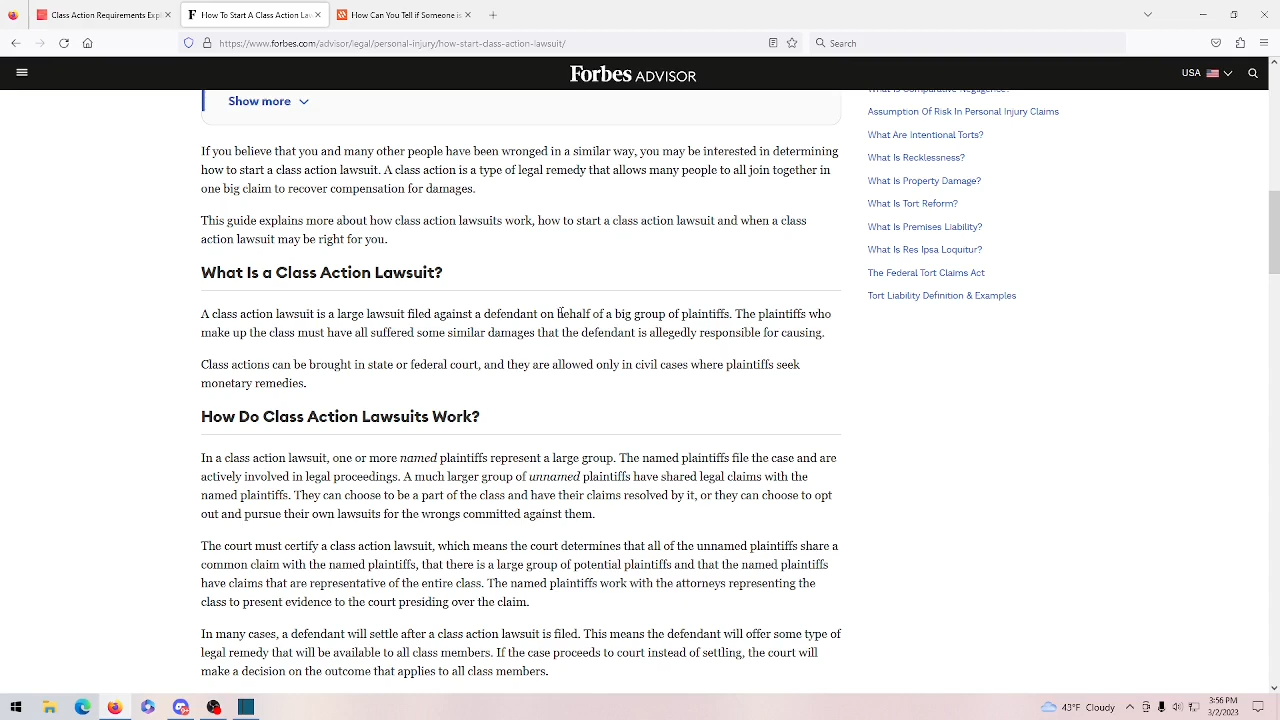 Class Action Requirements Exp
How To Start A Class Action La
How Can You Tell if Someone is
https://www.forbes.com/advisor/legal/personal-injury/how-start-class-action-lawsuit/
Search
Forbes ADVISOR
USA
Show more
If you believe that you and many other people have been wronged in a similar way, you may be interested in determining
how to start a class action lawsuit. A class action is a type of legal remedy that allows many people to all join together in
one big claim to recover compensation for damages.
This guide explains more about how class action lawsuits work, how to start a class action lawsuit and when a class
action lawsuit may be right for you.
What Is a Class Action Lawsuit?
A class action lawsuit is a large lawsuit filed against a defendant on behalf of a big group of plaintiffs. The plaintiffs who
make up the class must have all suffered some similar damages that the defendant is allegedly responsible for causing.
Class actions can be brought in state or federal court, and they are allowed only in civil cases where plaintiffs seek
monetary remedies.
How Do Class Action Lawsuits Work?
In a class action lawsuit, one or more named plaintiffs represent a large group. The named plaintiffs file the case and are
actively involved in legal proceedings. A much larger group of unnamed plaintiffs have shared legal claims with the
named plaintiffs. They can choose to be a part of the class and have their claims resolved by it, or they can choose to opt
out and pursue their own lawsuits for the wrongs committed against them.
The court must certify a class action lawsuit, which means the court determines that all of the unnamed plaintiffs share a
common claim with the named plaintiffs, that there is a large group of potential plaintiffs and that the named plaintiffs
have claims that are representative of the entire class. The named plaintiffs work with the attorneys representing the
class to present evidence to the court presiding over the claim.
In many cases, a defendant will settle after a class action lawsuit is filed. This means the defendant will offer some type of
legal remedy that will be available to all class members. If the case proceeds to court instead of settling, the court will
make a decision on the outcome that applies to all class members.
What Is Comparative Negligence?
Assumption Of Risk In Personal Injury Claims
What Are Intentional Torts?
What Is Recklessness?
What Is Property Damage?
What Is Tort Reform?
What Is Premises Liability?
What Is Res Ipsa Loquitur?
The Federal Tort Claims Act
Tort Liability Definition & Examples
43°F Cloudy
3:56 PM
3/2/2023